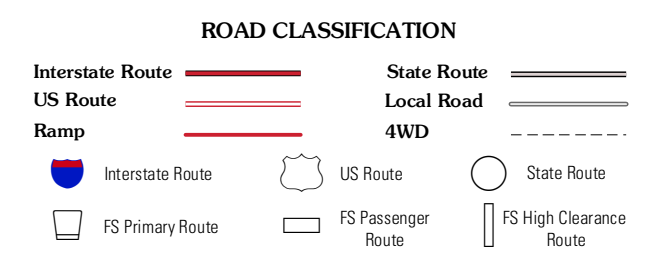 ROAD CLASSIFICATION
Interstate Route
State Route
US Route
Local Road
Ramp
4WD
Interstate Route
US Route
State Route
FS Primary Route
FS Passenger
Route
FS High Clearance
Route